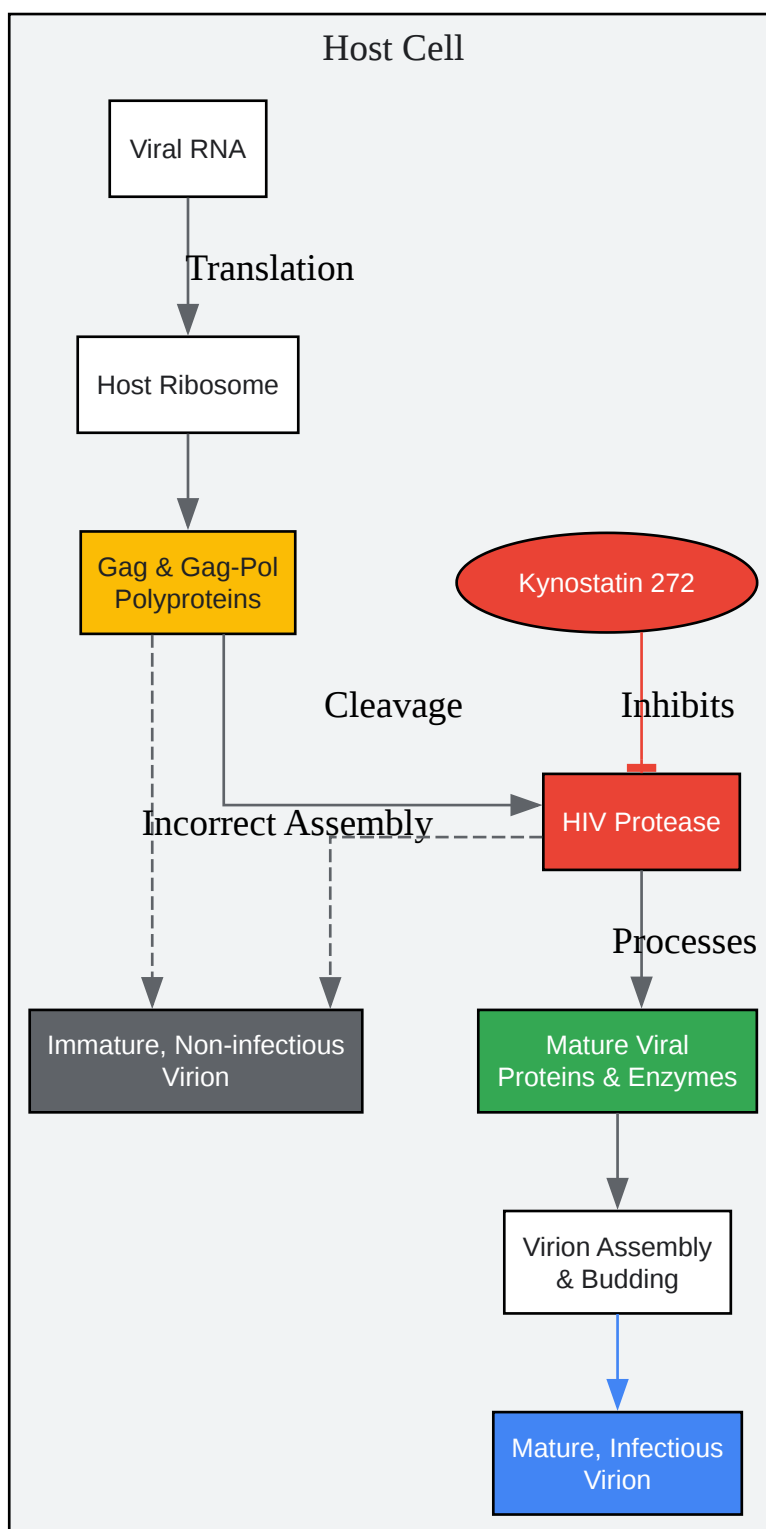 Host Cell
Viral RNA
Translation
Host Ribosome
Gag & Gag-Pol
Polyproteins
Kynostatin 272
Cleavage
Inhibits
Incorrect Assembly
HIV Protease
Processes
Immature, Non-infectious
Virion
Mature Viral
Proteins & Enzymes
Virion Assembly
& Budding
Mature, Infectious
Virion